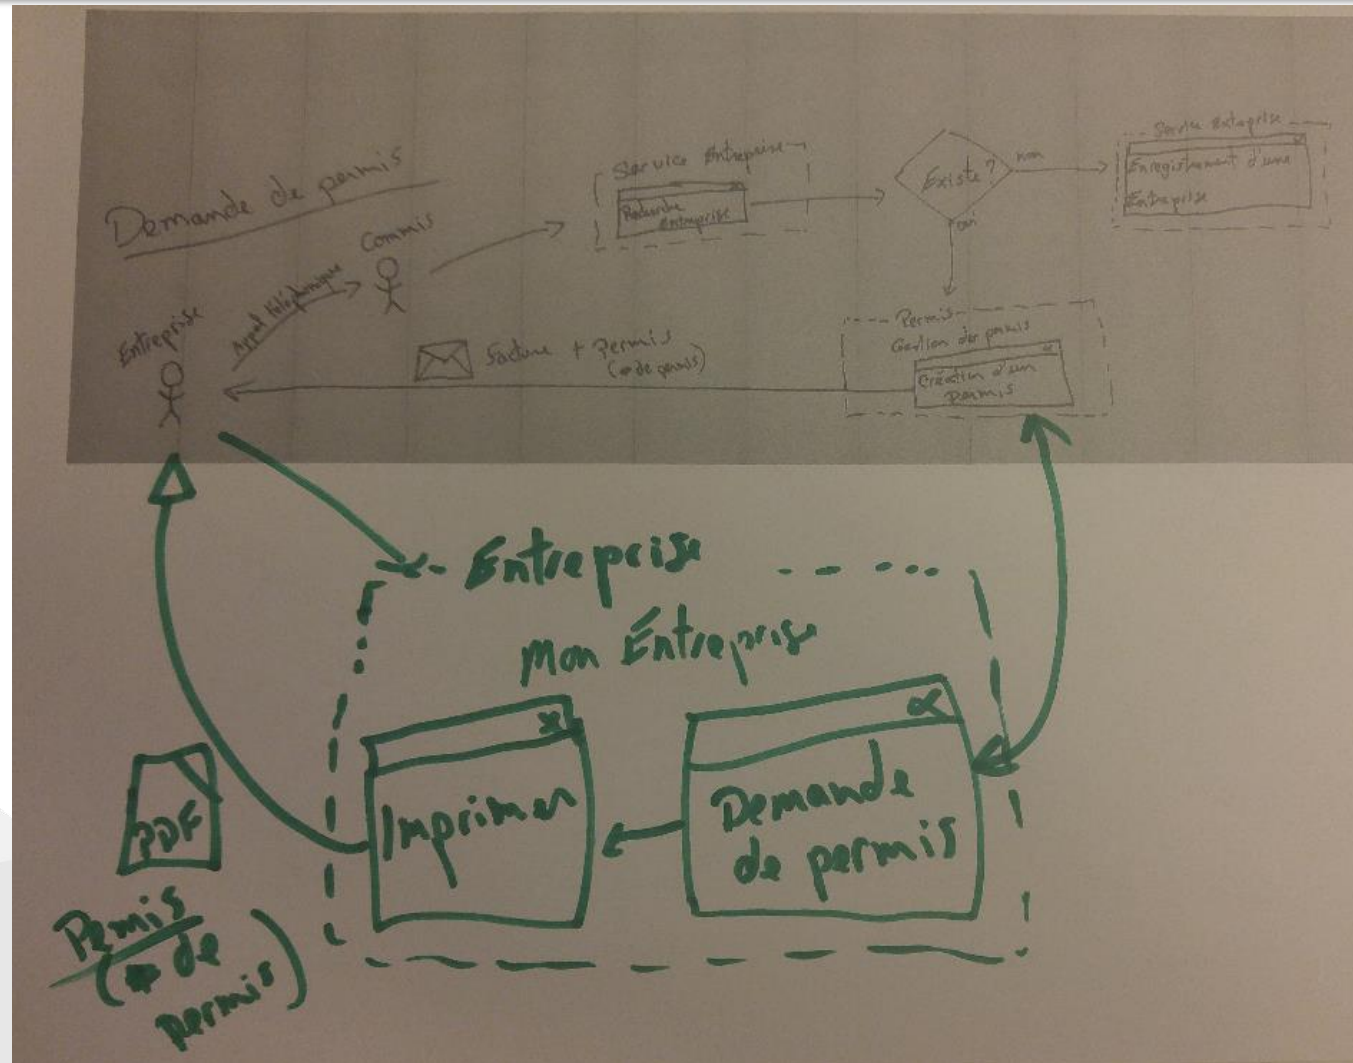 Demande de permis
Entreprise
Appel téléphonique
Commis
Service Entreprise
Recherche
Entreprise
Existe?
non
oui
Service Entreprise
Enregistrement d'une
Entreprise
Permis
Gestion des permis
Création d'un
Permis
Facture + Permis
(# de permis)
Entreprise
Mon Entreprise
Imprimer
Demande
de permis
PDF
Permis
(# de
permis)